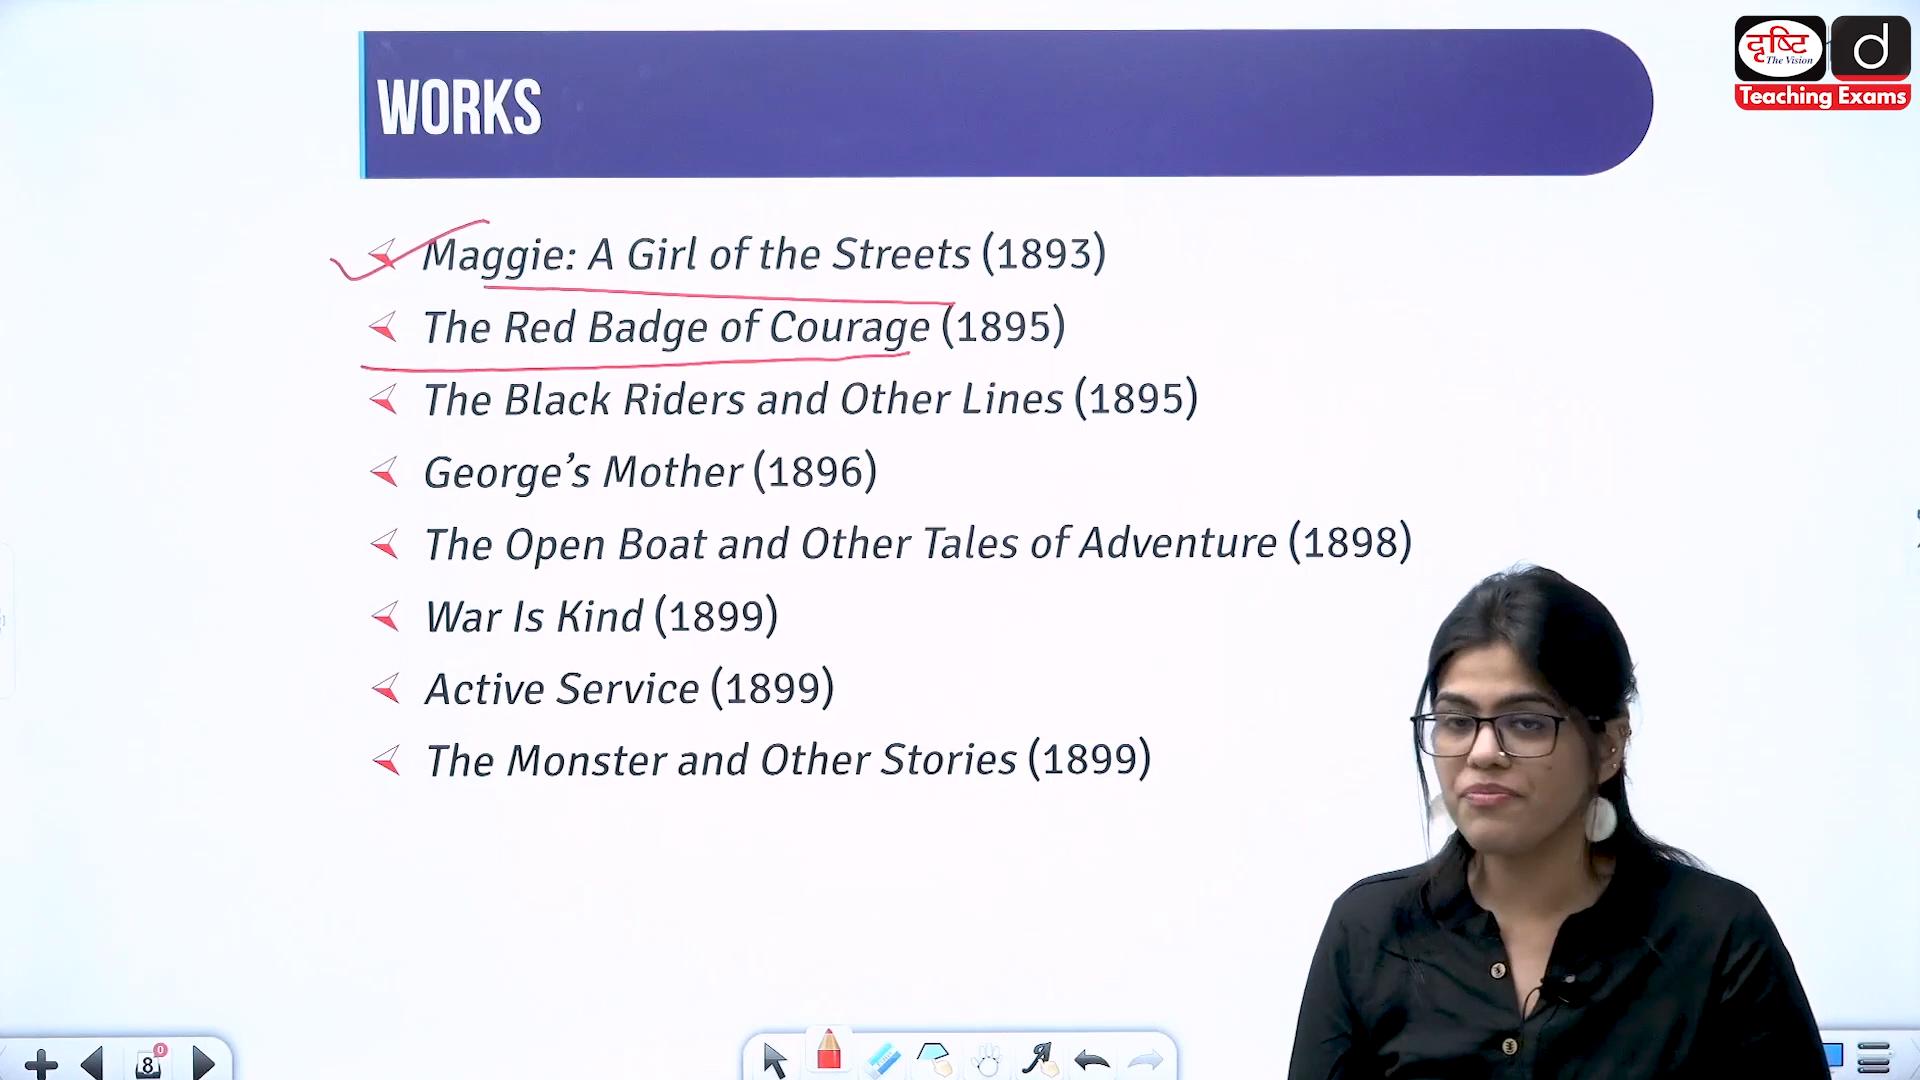 दृष्टि
The Vision
d
Teaching Exams
WORKS
Maggie: A Girl of the Streets (1893)
The Red Badge of Courage (1895)
The Black Riders and Other Lines (1895)
George's Mother (1896)
The Open Boat and Other Tales of Adventure (1898)
War Is Kind (1899)
Active Service (1899)
The Monster and Other Stories (1899)
8
0